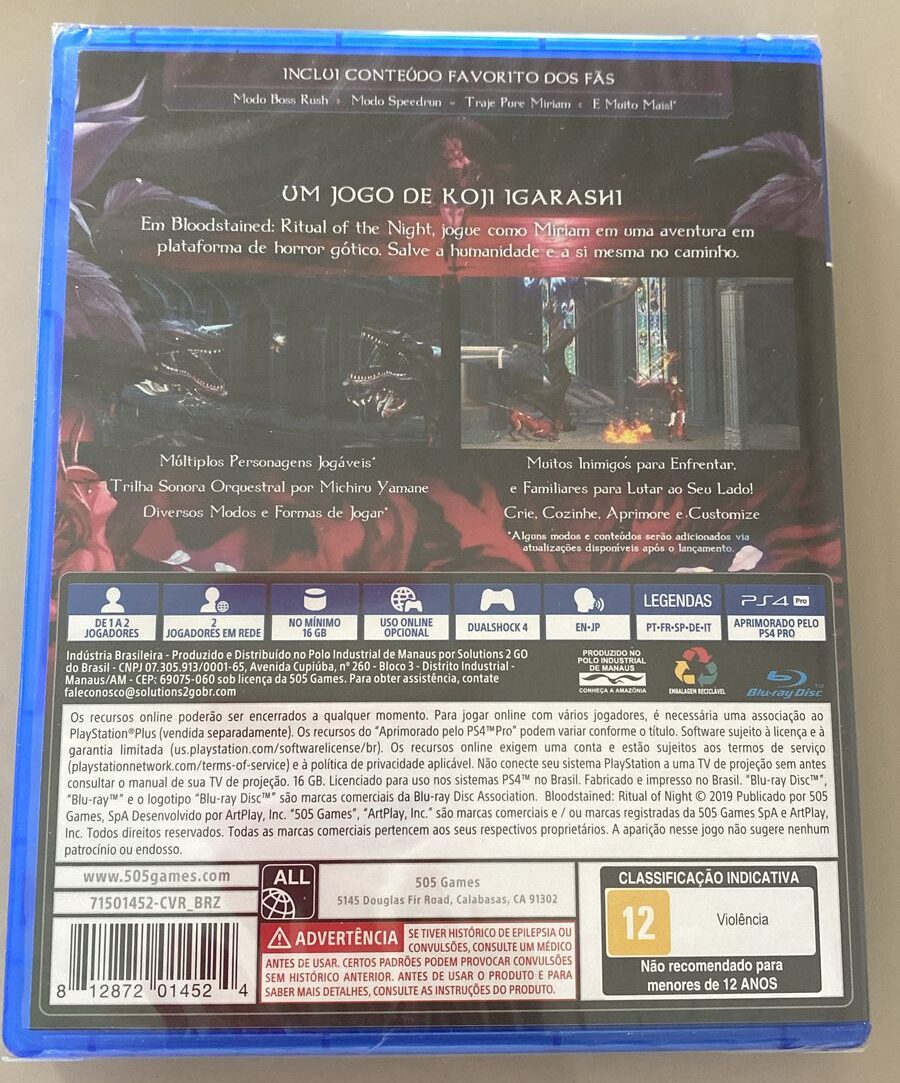 INCLUI CONTEÚDO FAVORITO DOS FÃS
Modo Boss Rush • Modo Speedrun • Traje Pure Miriam • E Muito Mais!*
UM JOGO DE KOJI IGARASHI
Em Bloodstained: Ritual of the Night, jogue como Miriam em uma aventura em
plataforma de horror gótico. Salve a humanidade e a si mesma no caminho.
Múltiplos Personagens Jogáveis*
Trilha Sonora Orquestral por Michiru Yamane
Diversos Modos e Formas de Jogar*
Muitos Inimigos para Enfrentar,
e Familiares para Lutar ao Seu Lado!
Crie, Cozinhe, Aprimore e Customize
*Alguns modos e conteúdos serão adicionados via
atualizações disponíveis após o lançamento.
DE 1 A 2
JOGADORES
2
JOGADORES EM REDE
NO MÍNIMO
16 GB
USO ONLINE
OPCIONAL
DUALSHOCK 4
EN•JP
LEGENDAS
PT•FR•SP•DE•IT
PS4 Pro
APRIMORADO PELO
PS4 PRO
Indústria Brasileira - Produzido e Distribuído no Polo Industrial de Manaus por Solutions 2 GO
do Brasil - CNPJ 07.305.913/0001-65, Avenida Cupiúba, n° 260 - Bloco 3 - Distrito Industrial -
Manaus/AM - CEP: 69075-060 sob licença da 505 Games. Para obter assistência, contate
faleconosco@solutions2gobr.com
PRODUZIDO NO
POLO INDUSTRIAL
DE MANAUS
CONHEÇA A AMAZÔNIA
EMBALAGEM RECICLÁVEL
Blu-ray Disc™
Os recursos online poderão ser encerrados a qualquer momento. Para jogar online com vários jogadores, é necessária uma associação ao
PlayStation®Plus (vendida separadamente). Os recursos do "Aprimorado pelo PS4™Pro" podem variar conforme o título. Software sujeito à licença e à
garantia limitada (us.playstation.com/softwarelicense/br). Os recursos online exigem uma conta e estão sujeitos aos termos de serviço
(playstationnetwork.com/terms-of-service) e à política de privacidade aplicável. Não conecte seu sistema PlayStation a uma TV de projeção sem antes
consultar o manual de sua TV de projeção. 16 GB. Licenciado para uso nos sistemas PS4™ no Brasil. Fabricado e impresso no Brasil. "Blu-ray Disc™",
"Blu-ray™" e o logotipo "Blu-ray Disc™" são marcas comerciais da Blu-ray Disc Association. Bloodstained: Ritual of Night © 2019 Publicado por 505
Games, SpA Desenvolvido por ArtPlay, Inc. "505 Games", "ArtPlay, Inc." são marcas comerciais e / ou marcas registradas da 505 Games SpA e ArtPlay,
Inc. Todos direitos reservados. Todas as marcas comerciais pertencem aos seus respectivos proprietários. A aparição nesse jogo não sugere nenhum
patrocínio ou endosso.
www.505games.com
71501452-CVR_BRZ
ALL
505 Games
5145 Douglas Fir Road, Calabasas, CA 91302
ADVERTÊNCIA SE TIVER HISTÓRICO DE EPILEPSIA OU
CONVULSÕES, CONSULTE UM MÉDICO
ANTES DE USAR. CERTOS PADRÕES PODEM PROVOCAR CONVULSÕES
SEM HISTÓRICO ANTERIOR. ANTES DE USAR O PRODUTO E PARA
SABER MAIS DETALHES, CONSULTE AS INSTRUÇÕES DO PRODUTO.
8 12872 01452 4
CLASSIFICAÇÃO INDICATIVA
12
Violência
Não recomendado para
menores de 12 ANOS